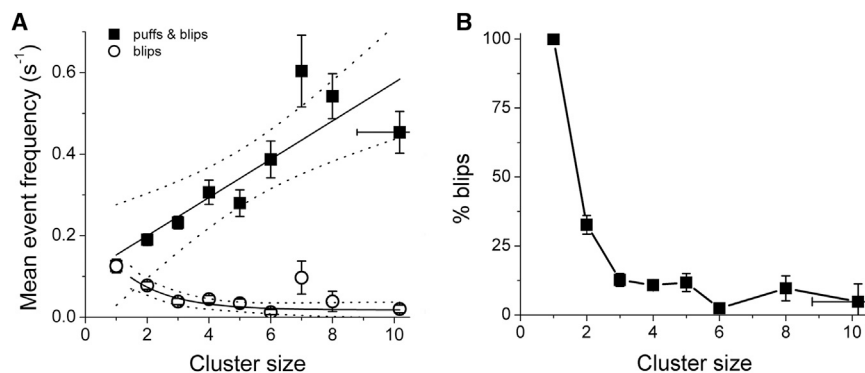 A
puffs & blips
blips
Mean event frequency (s⁻¹)
0.6
0.4
0.2
0.0
0 2 4 6 8 10
Cluster size
B
% blips
100
75
50
25
0
0 2 4 6 8 10
Cluster size